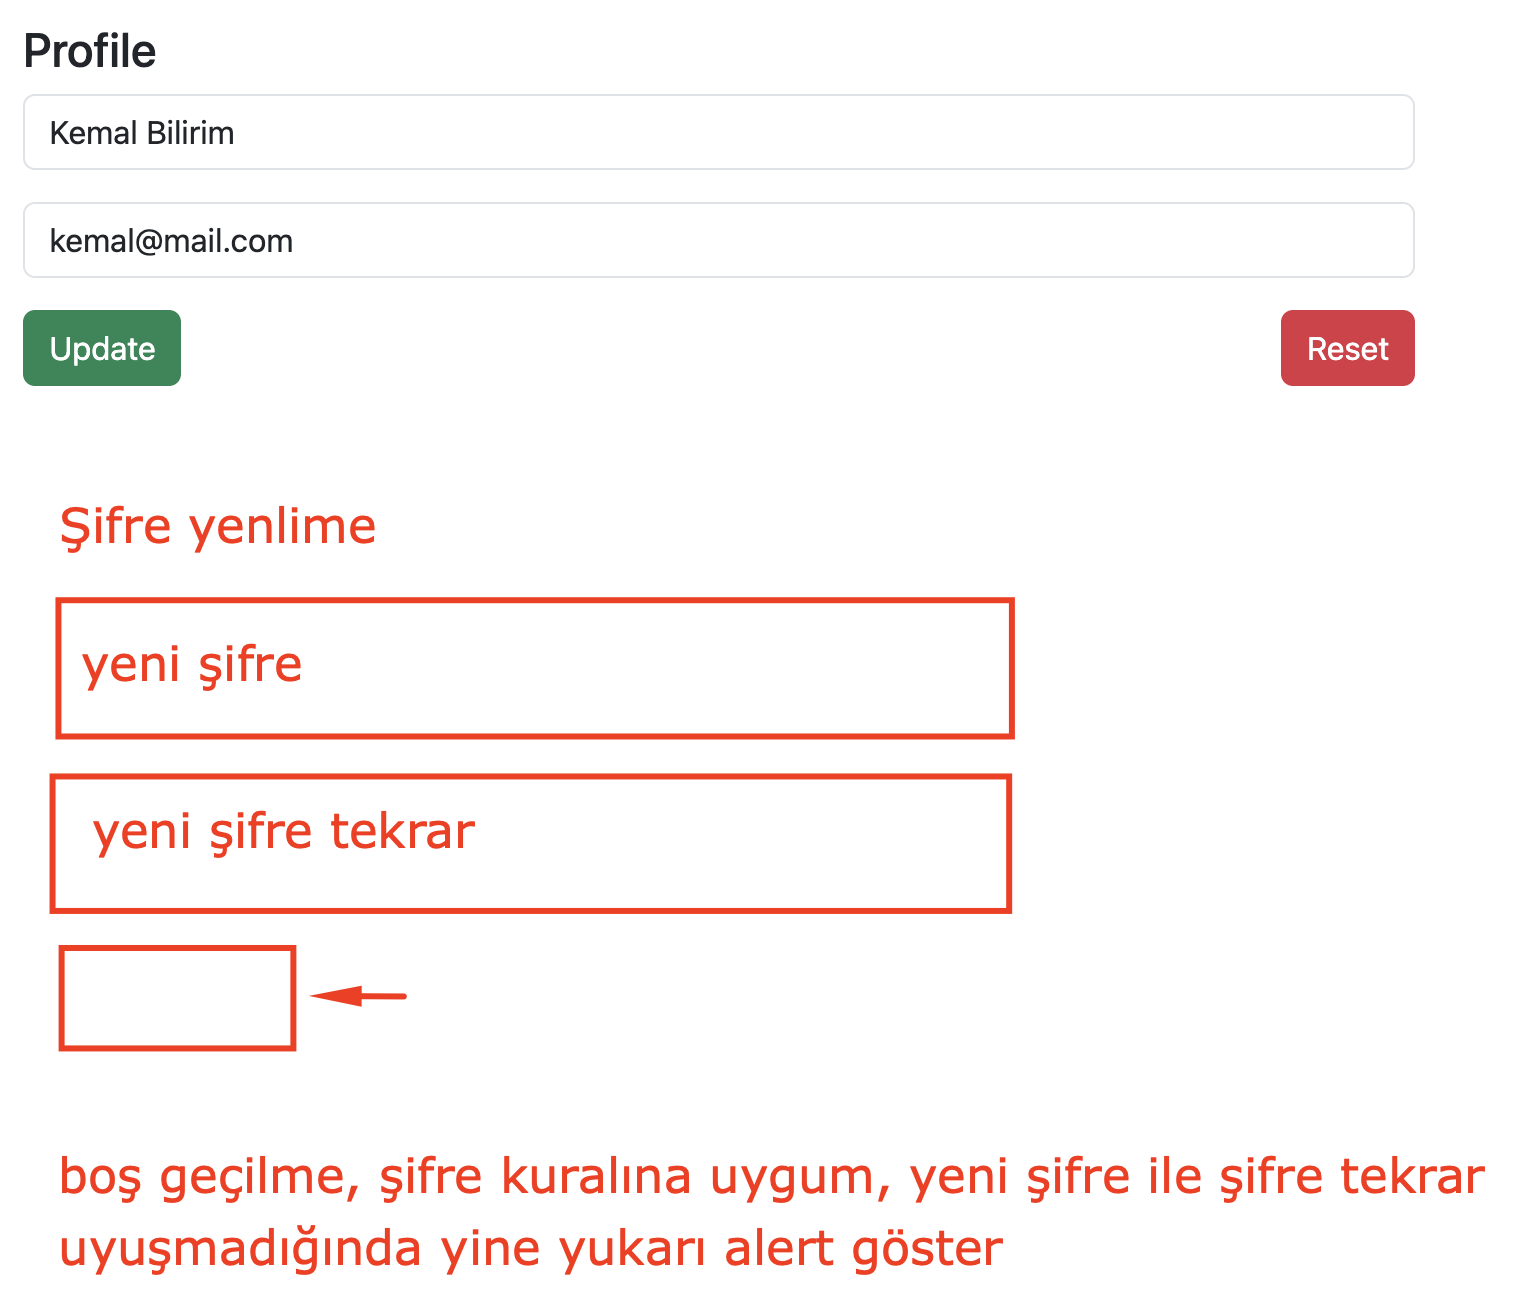 Profile
Kemal Bilirim
kemal@mail.com
Update
Reset
Şifre yenlime
yeni şifre
yeni şifre tekrar
boş geçilme, şifre kuralına uygum, yeni şifre ile şifre tekrar
uyuşmadığında yine yukarı alert göster